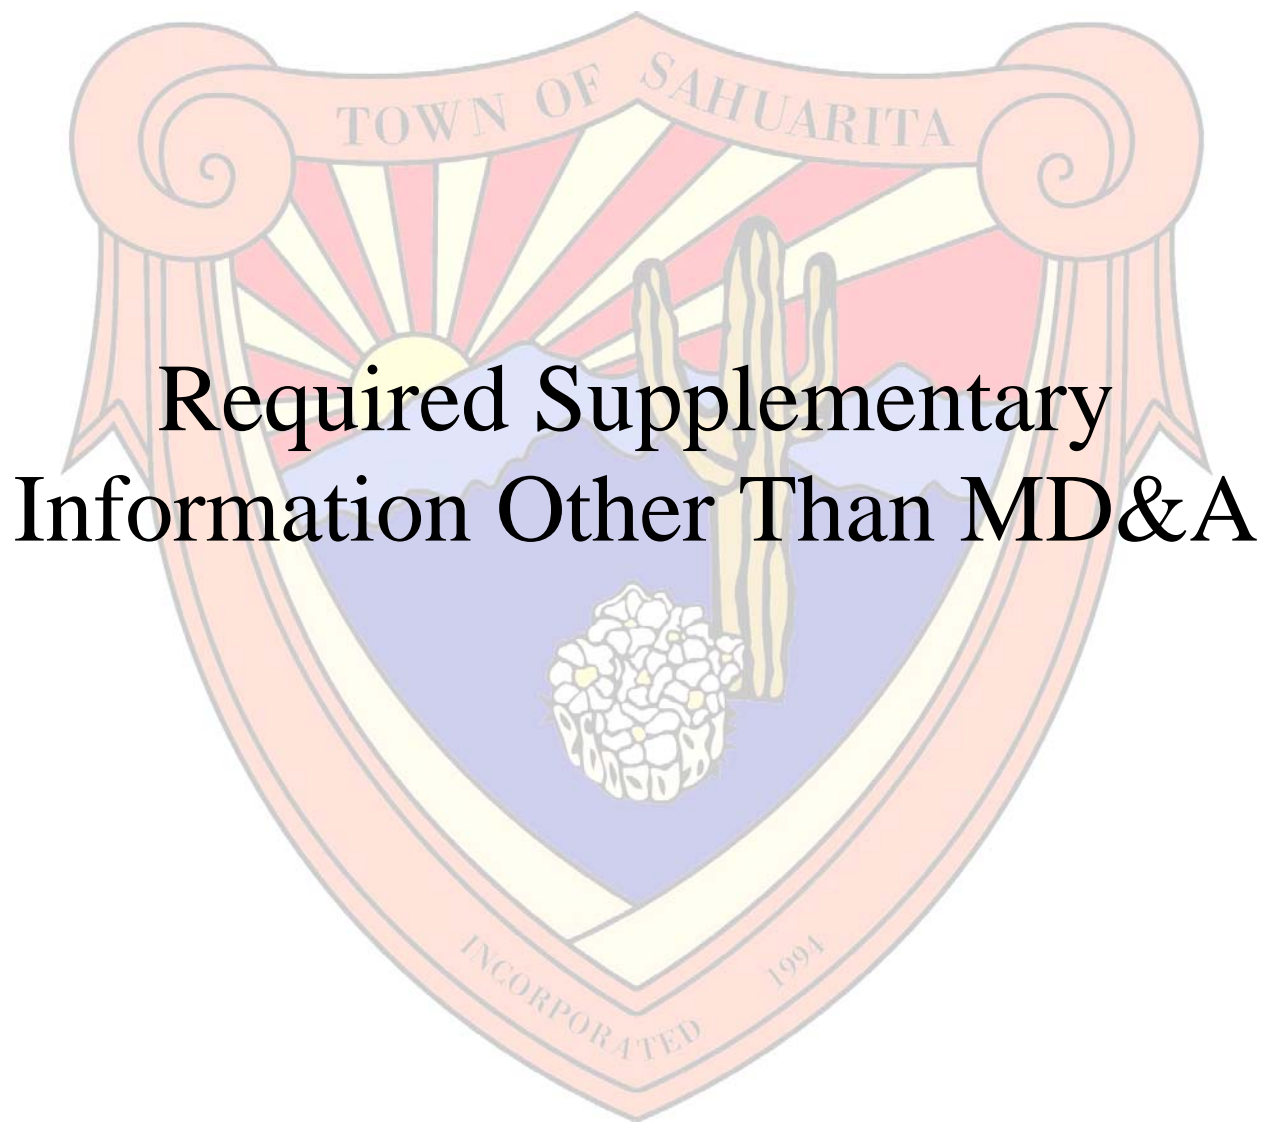 TOWN OF SAHUARITA
Required Supplementary
Information Other Than MD&A
INCORPORATED 1994